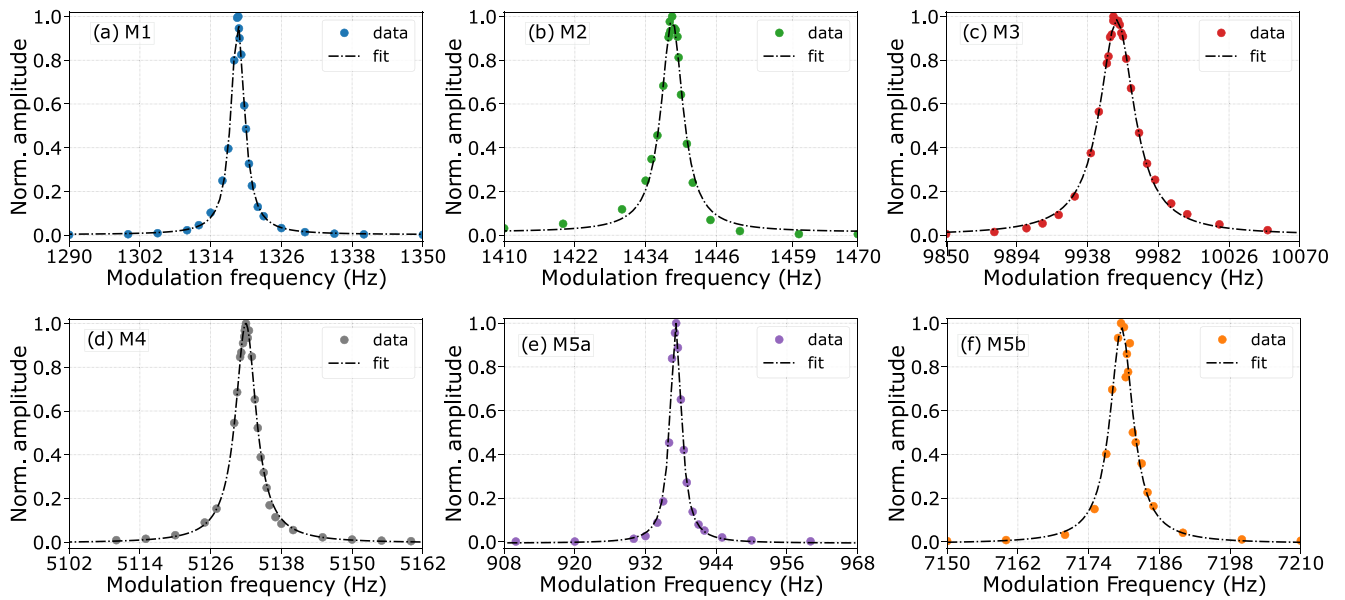 (a) M1
data
fit
Norm. amplitude
1.0
0.8
0.6
0.4
0.2
0.0
1290 1304 1317 1326 1338 1350
Modulation frequency (Hz)
(b) M2
data
fit
Norm. amplitude
1.0
0.8
0.6
0.4
0.2
0.0
1410 1422 1434 1446 1459 1470
Modulation frequency (Hz)
(c) M3
data
fit
Norm. amplitude
1.0
0.8
0.6
0.4
0.2
0.0
9850 9894 9938 9982 10026 10070
Modulation frequency (Hz)
(d) M4
data
fit
Norm. amplitude
1.0
0.8
0.6
0.4
0.2
0.0
5102 5114 5126 5138 5150 5162
Modulation frequency (Hz)
(e) M5a
data
fit
Norm. amplitude
1.0
0.8
0.6
0.4
0.2
0.0
908 920 932 944 956 968
Modulation Frequency (Hz)
(f) M5b
data
fit
Norm. amplitude
1.0
0.8
0.6
0.4
0.2
0.0
7150 7162 7174 7186 7198 7210
Modulation Frequency (Hz)